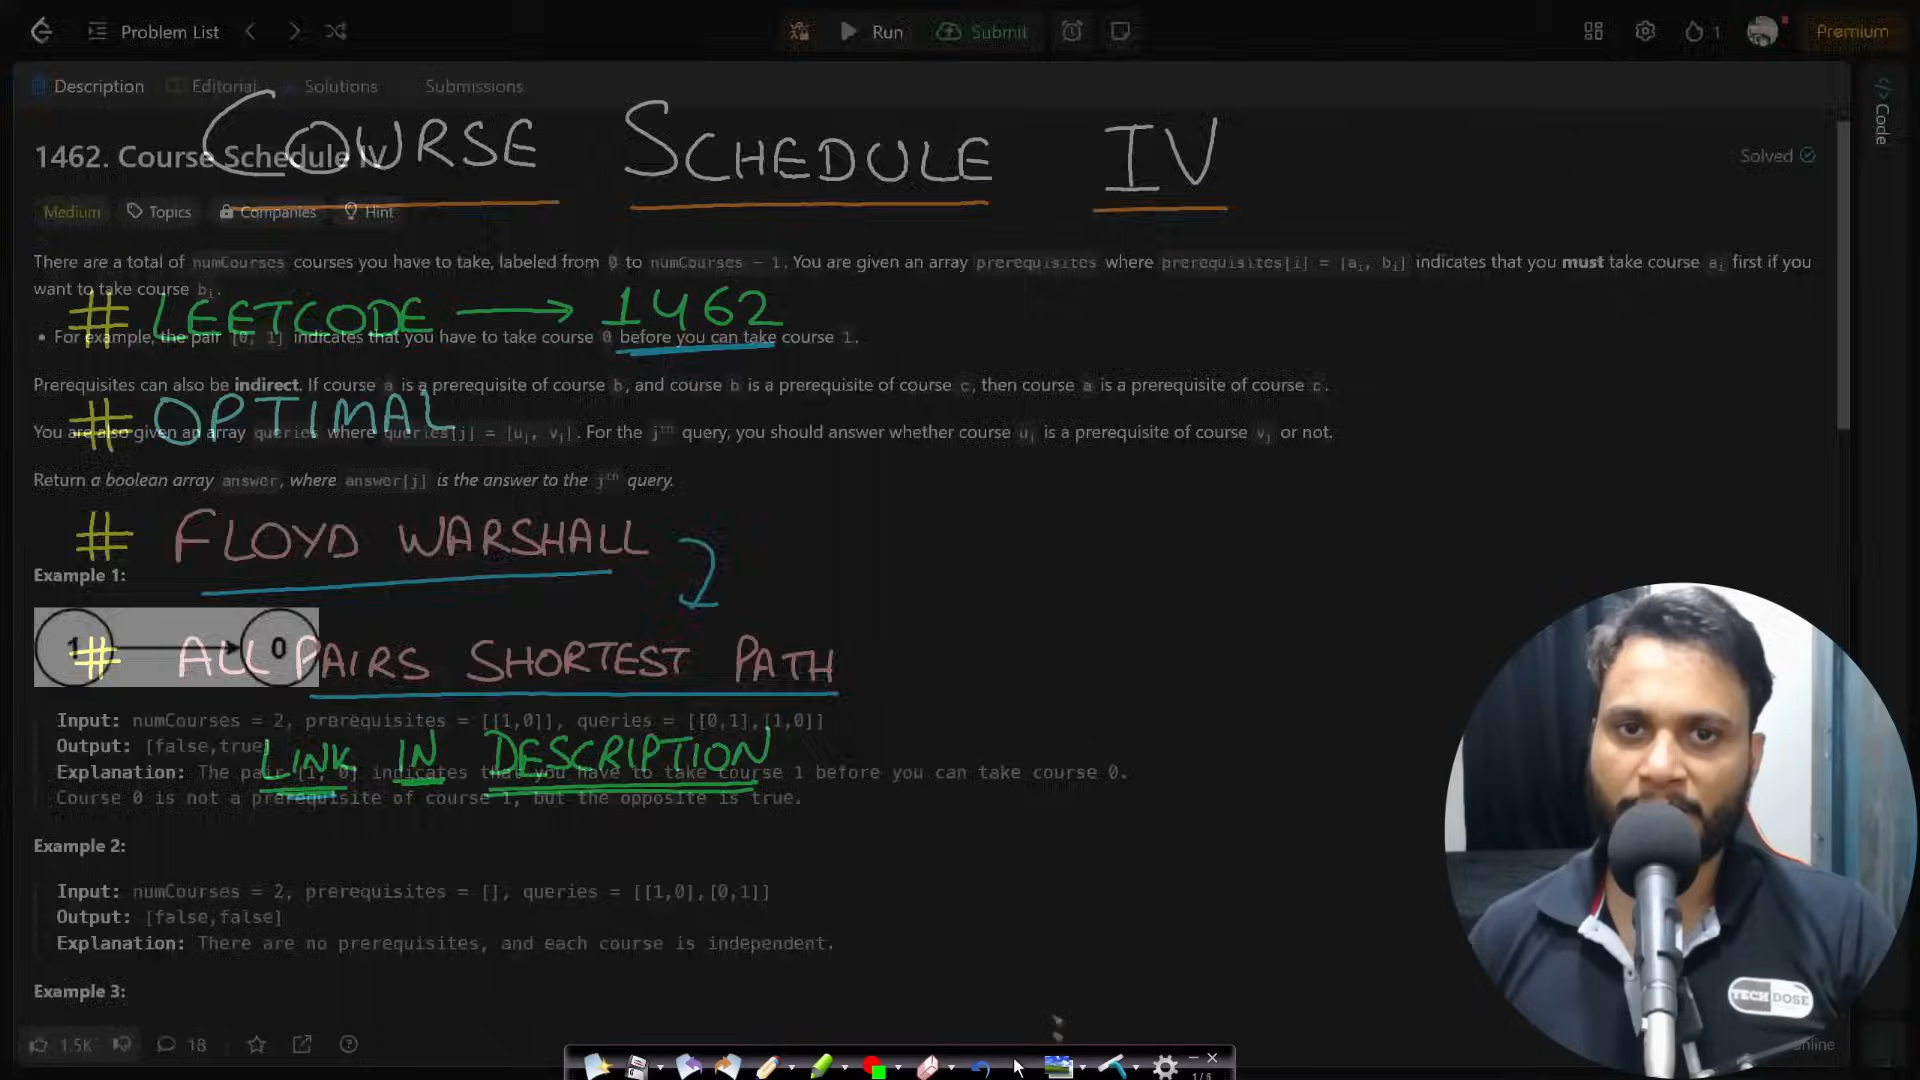 Problem List
Run
Submit
1
Premium
Description
Editorial
Solutions
Submissions
Code
COURSE SCHEDULE IV
1462. Course Schedule IV
Solved
Medium
Topics
Companies
Hint
There are a total of numCourses courses you have to take, labeled from 0 to numCourses - 1. You are given an array prerequisites where prerequisites[i] = [ai, bi] indicates that you must take course ai first if you
want to take course bi.
# LEETCODE → 1462
• For example, the pair [0, 1] indicates that you have to take course 0 before you can take course 1.
Prerequisites can also be indirect. If course a is a prerequisite of course b, and course b is a prerequisite of course c, then course a is a prerequisite of course c.
# OPTIMAL
You are also given an array queries where queries[j] = [uj, vj]. For the jth query, you should answer whether course uj is a prerequisite of course vj or not.
Return a boolean array answer, where answer[j] is the answer to the jth query.
# FLOYD WARSHALL
Example 1:
1 0
# ALL PAIRS SHORTEST PATH
Input: numCourses = 2, prerequisites = [[1,0]], queries = [[0,1],[1,0]]
Output: [false,true]
LINK IN DESCRIPTION
Explanation: The pair [1, 0] indicates that you have to take course 1 before you can take course 0.
Course 0 is not a prerequisite of course 1, but the opposite is true.
Example 2:
Input: numCourses = 2, prerequisites = [], queries = [[1,0],[0,1]]
Output: [false,false]
Explanation: There are no prerequisites, and each course is independent.
Example 3:
TECH DOSE
1.5K
18
1/6